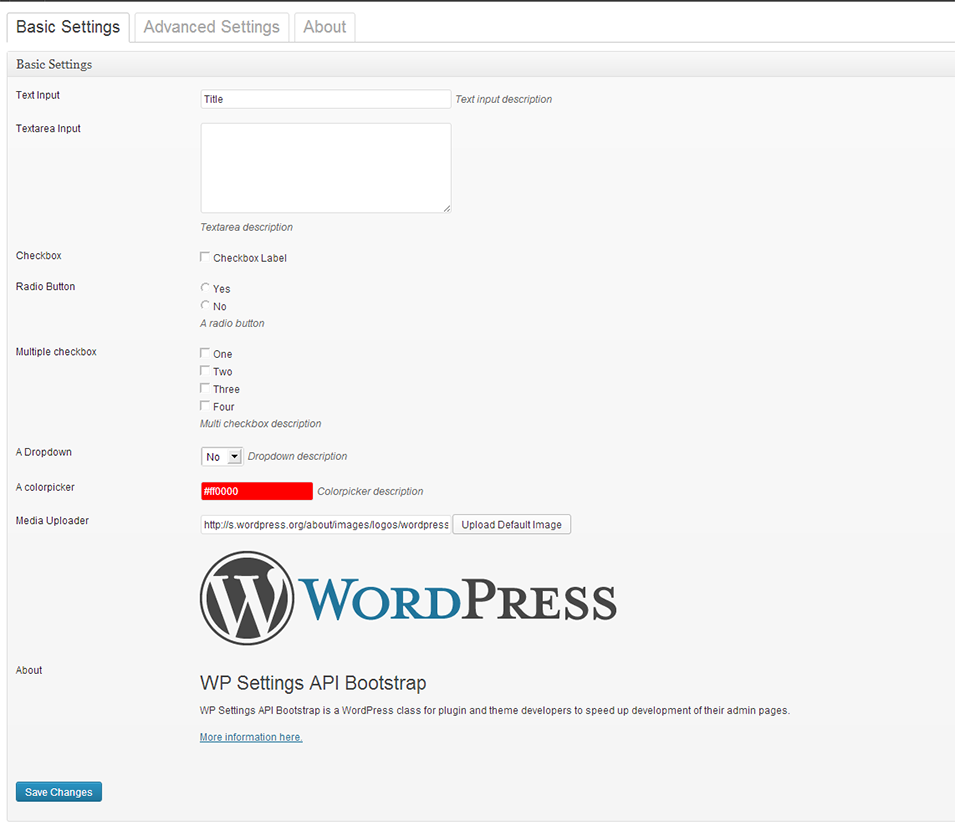 Basic Settings Advanced Settings About
Basic Settings
Text Input Title Text input description
Textarea Input
Textarea description
Checkbox Checkbox Label
Radio Button Yes
No
A radio button
Multiple checkbox One
Two
Three
Four
Multi checkbox description
A Dropdown No Dropdown description
A colorpicker #ff0000 Colorpicker description
Media Uploader http://s.wordpress.org/about/images/logos/wordpress Upload Default Image
W WORDPRESS
About
WP Settings API Bootstrap
WP Settings API Bootstrap is a WordPress class for plugin and theme developers to speed up development of their admin pages.
More information here.
Save Changes